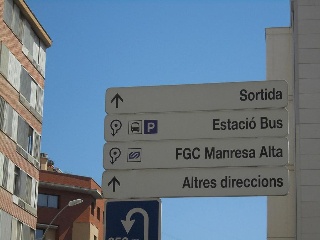 Sortida
P Estació Bus
FGC Manresa Alta
Altres direccions